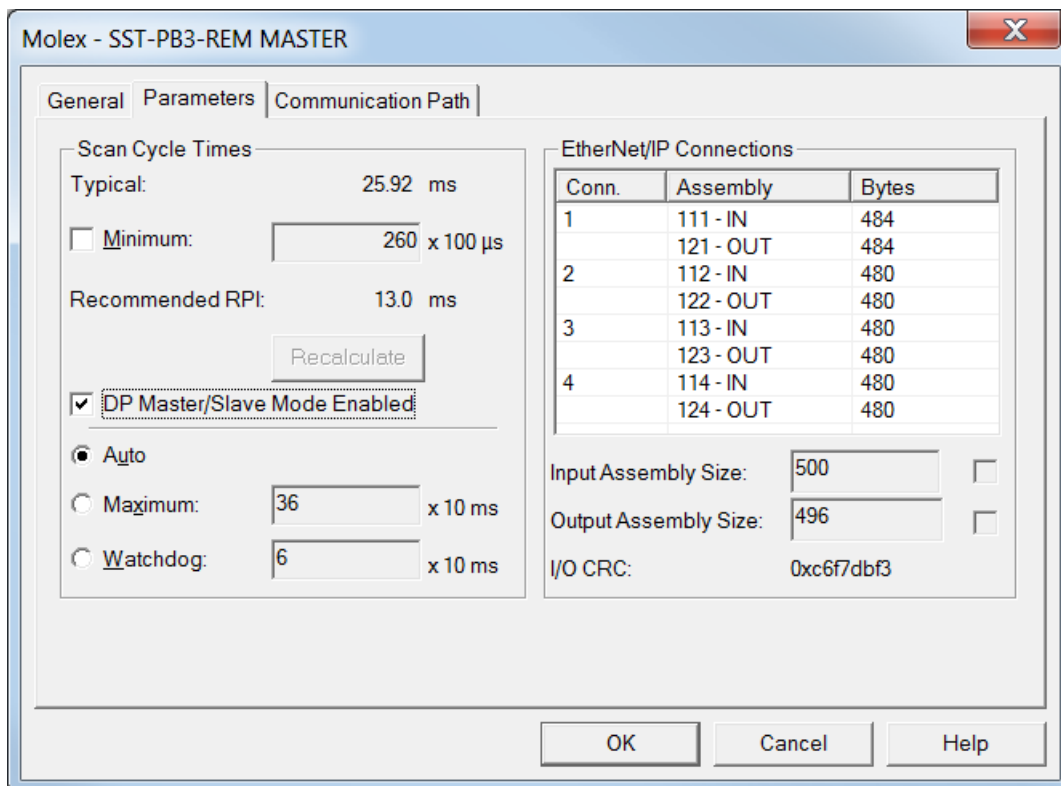 Molex - SST-PB3-REM MASTER
X
General Parameters Communication Path
Scan Cycle Times
Typical: 25.92 ms
Minimum: 260 x 100 µs
Recommended RPI: 13.0 ms
Recalculate
DP Master/Slave Mode Enabled
Auto
Maximum: 36 x 10 ms
Watchdog: 6 x 10 ms
EtherNet/IP Connections
Conn. Assembly Bytes
1 111 - IN 484
121 - OUT 484
2 112 - IN 480
122 - OUT 480
3 113 - IN 480
123 - OUT 480
4 114 - IN 480
124 - OUT 480
Input Assembly Size: 500
Output Assembly Size: 496
I/O CRC: 0xc6f7dbf3
OK Cancel Help